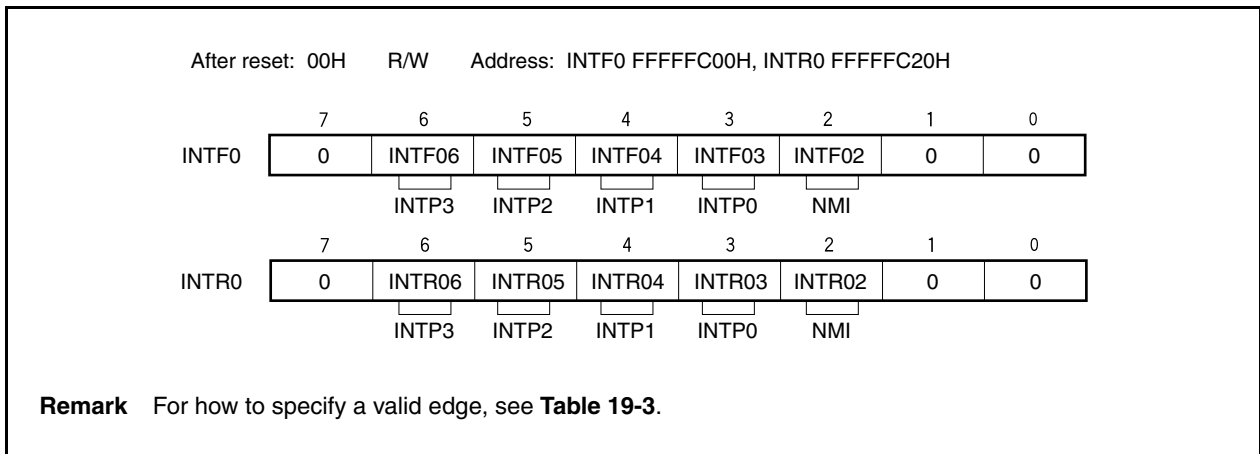 After reset: 00H R/W Address: INTF0 FFFFFC00H, INTR0 FFFFFC20H
7 6 5 4 3 2 1 0
INTF0 0 INTF06 INTF05 INTF04 INTF03 INTF02 0 0
INTP3 INTP2 INTP1 INTP0 NMI
7 6 5 4 3 2 1 0
INTR0 0 INTR06 INTR05 INTR04 INTR03 INTR02 0 0
INTP3 INTP2 INTP1 INTP0 NMI
Remark For how to specify a valid edge, see Table 19-3.